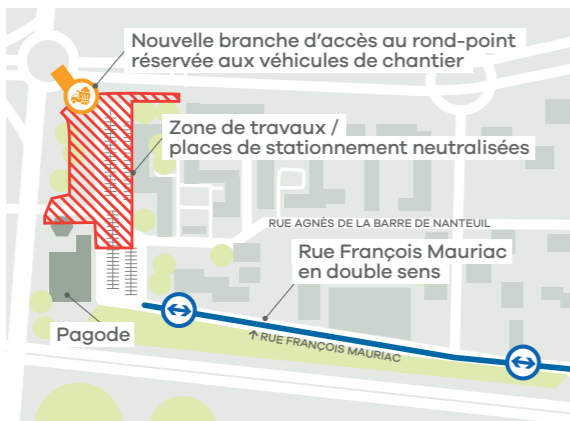 Nouvelle branche d'accès au rond-point
réservée aux véhicules de chantier
Zone de travaux /
places de stationnement neutralisées
RUE AGNÈS DE LA BARRE DE NANTEUIL
Rue François Mauriac
en double sens
Pagode
↗ RUE FRANÇOIS MAURIAC